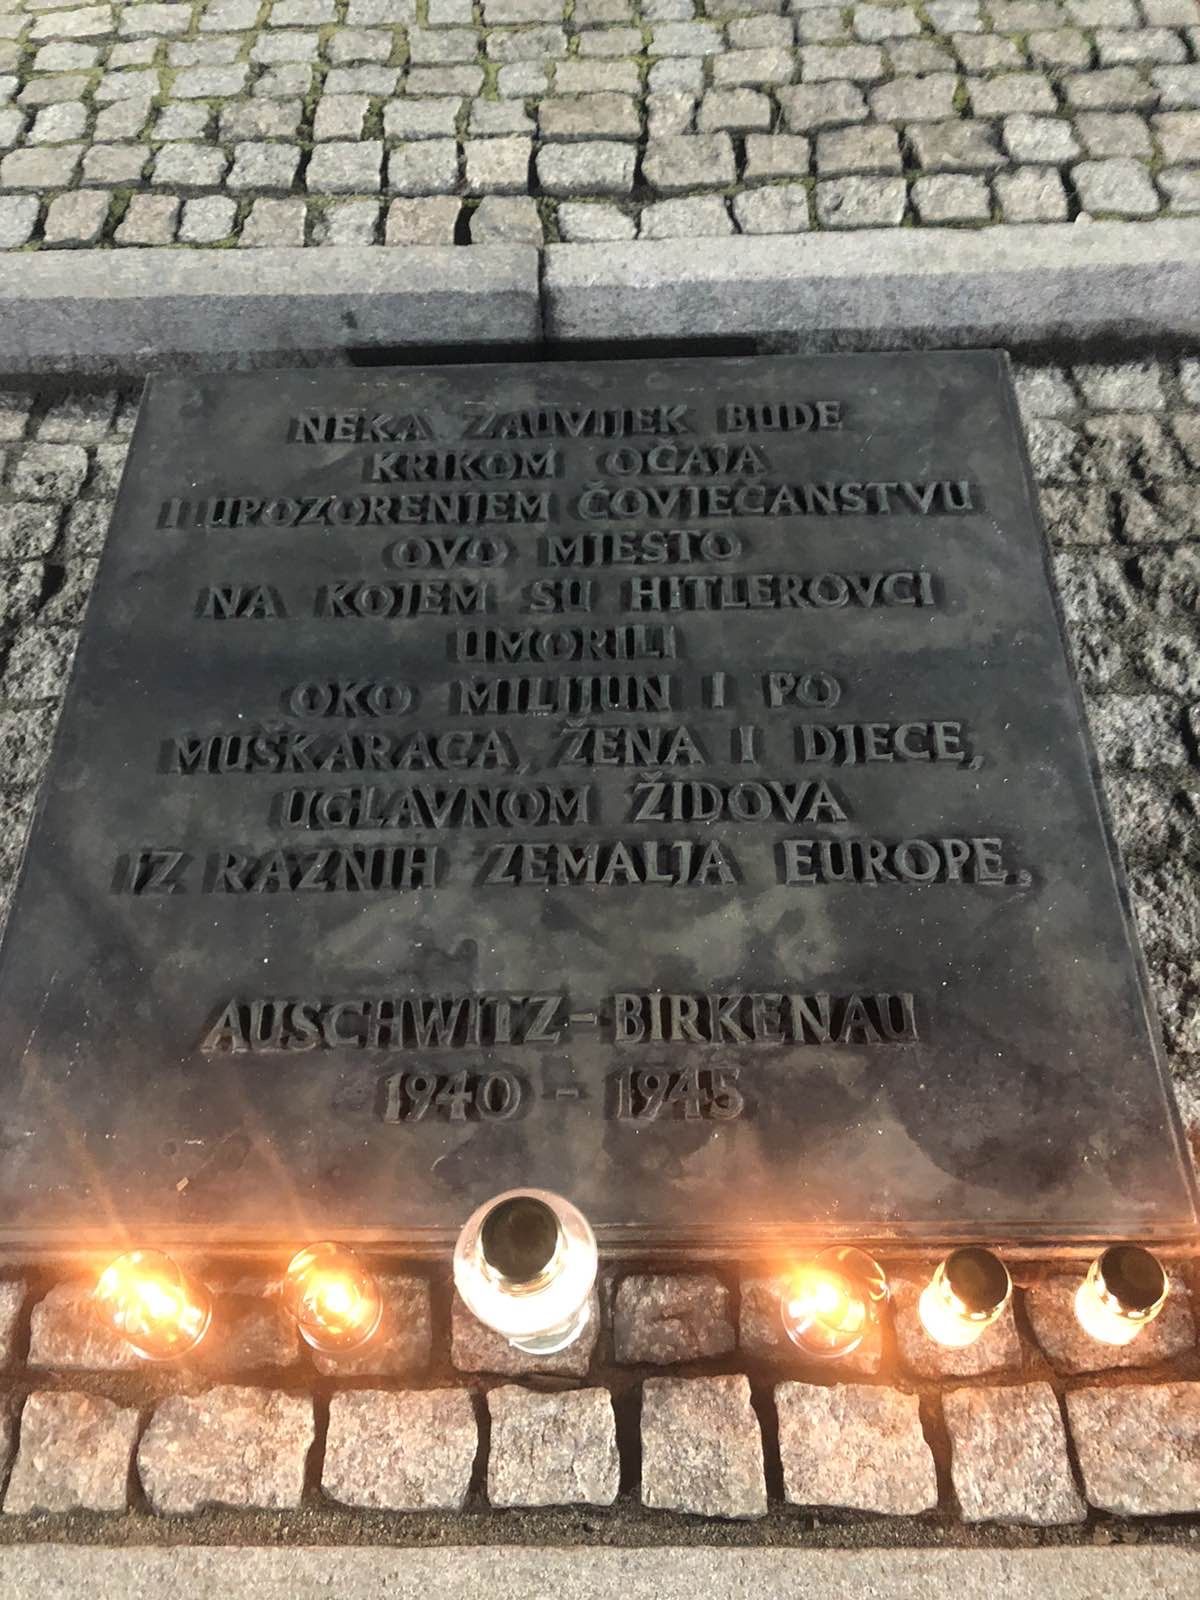 NEKA ZAUVIJEK BUDE
KRIKOM OČAJA
I UPOZORENJEM ČOVJEČANSTVU
OVO MJESTO
NA KOJEM SU HITLEROVCI
UMORILI
OKO MILIJUN I PO
MUŠKARACA, ŽENA I DJECE,
UGLAVNOM ŽIDOVA
IZ RAZNIH ZEMALJA EUROPE.
AUSCHWITZ-BIRKENAU
1940 - 1945